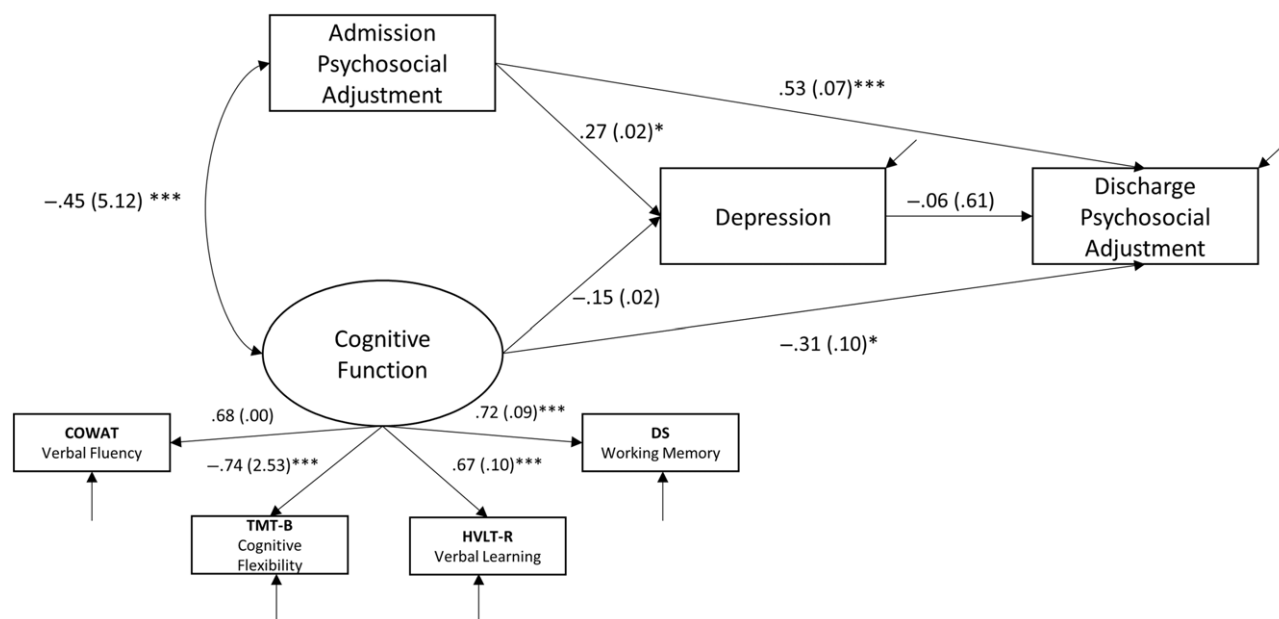 Admission
Psychosocial
Adjustment
.53 (.07)***
.27 (.02)*
−.45 (5.12) ***
Depression
−.06 (.61)
Discharge
Psychosocial
Adjustment
−.15 (.02)
−.31 (.10)*
Cognitive
Function
.68 (.00)
.72 (.09)***
COWAT
Verbal Fluency
DS
Working Memory
−.74 (2.53)***
.67 (.10)***
TMT-B
Cognitive
Flexibility
HVLT-R
Verbal Learning